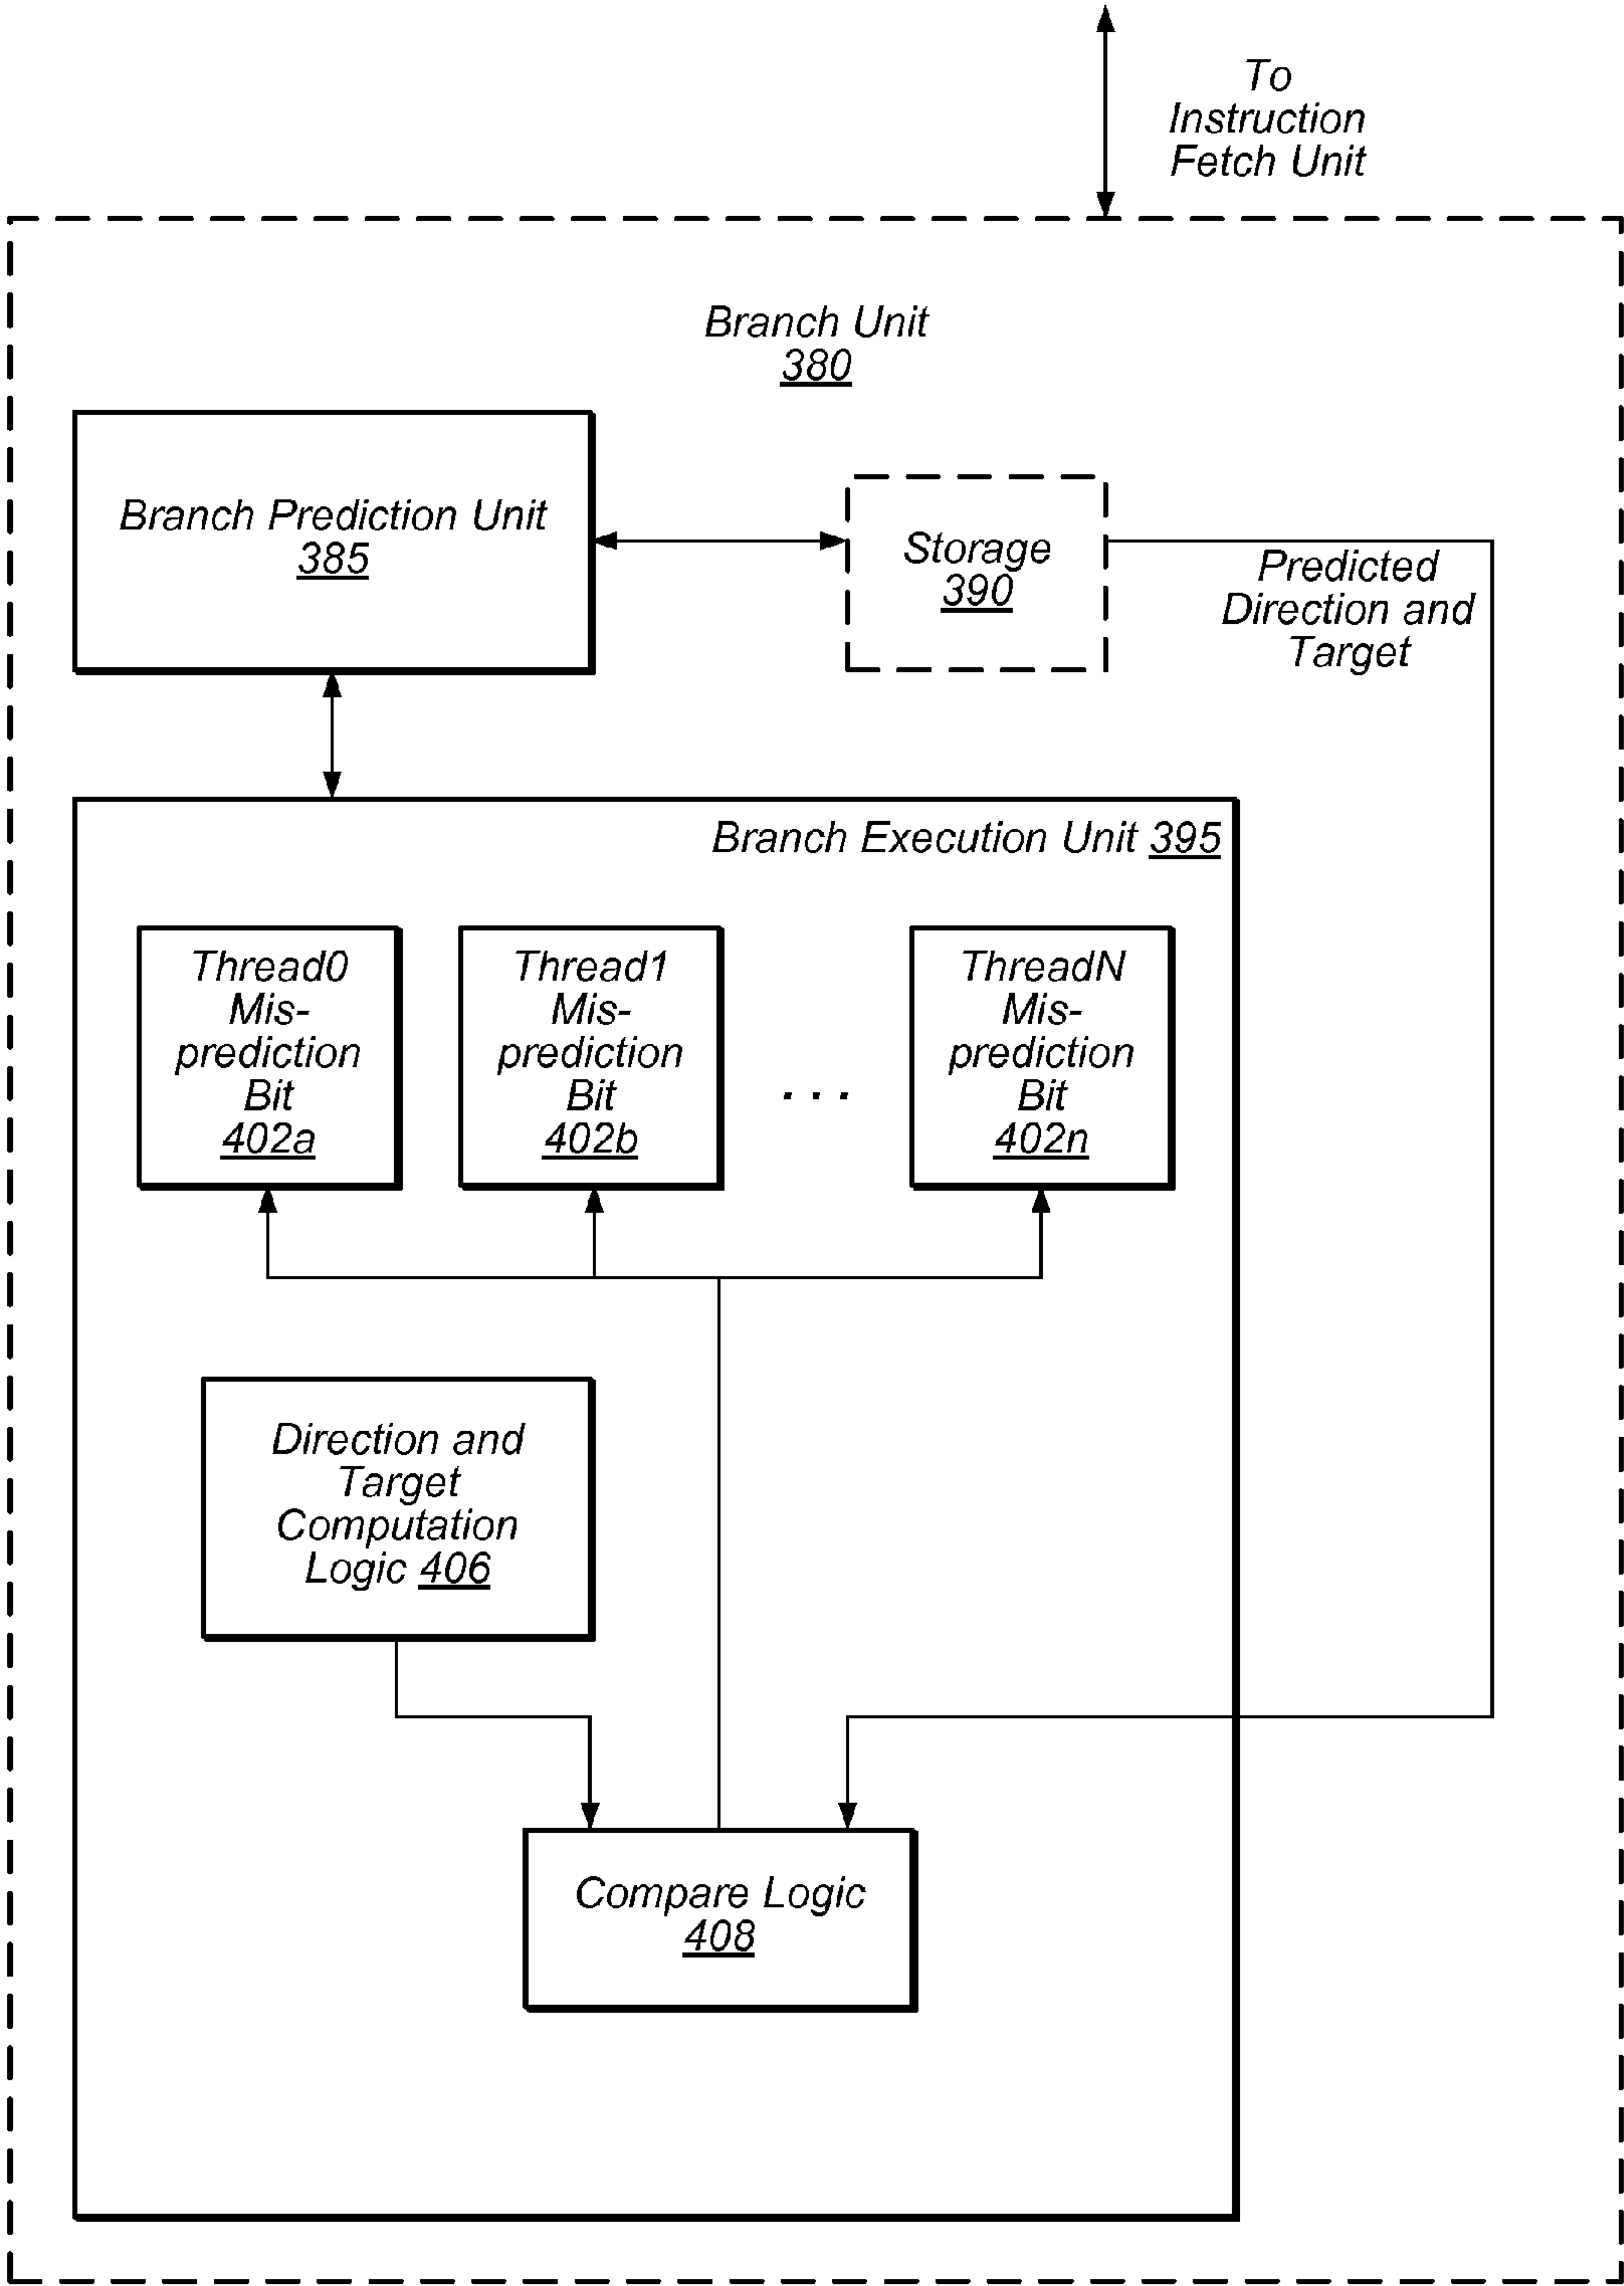 To
Instruction
Fetch Unit
Branch Unit
380
Branch Prediction Unit
385
Storage
390
Predicted
Direction and
Target
Branch Execution Unit 395
Thread0
Mis-
prediction
Bit
402a
Thread1
Mis-
prediction
Bit
402b
...
ThreadN
Mis-
prediction
Bit
402n
Direction and
Target
Computation
Logic 406
Compare Logic
408